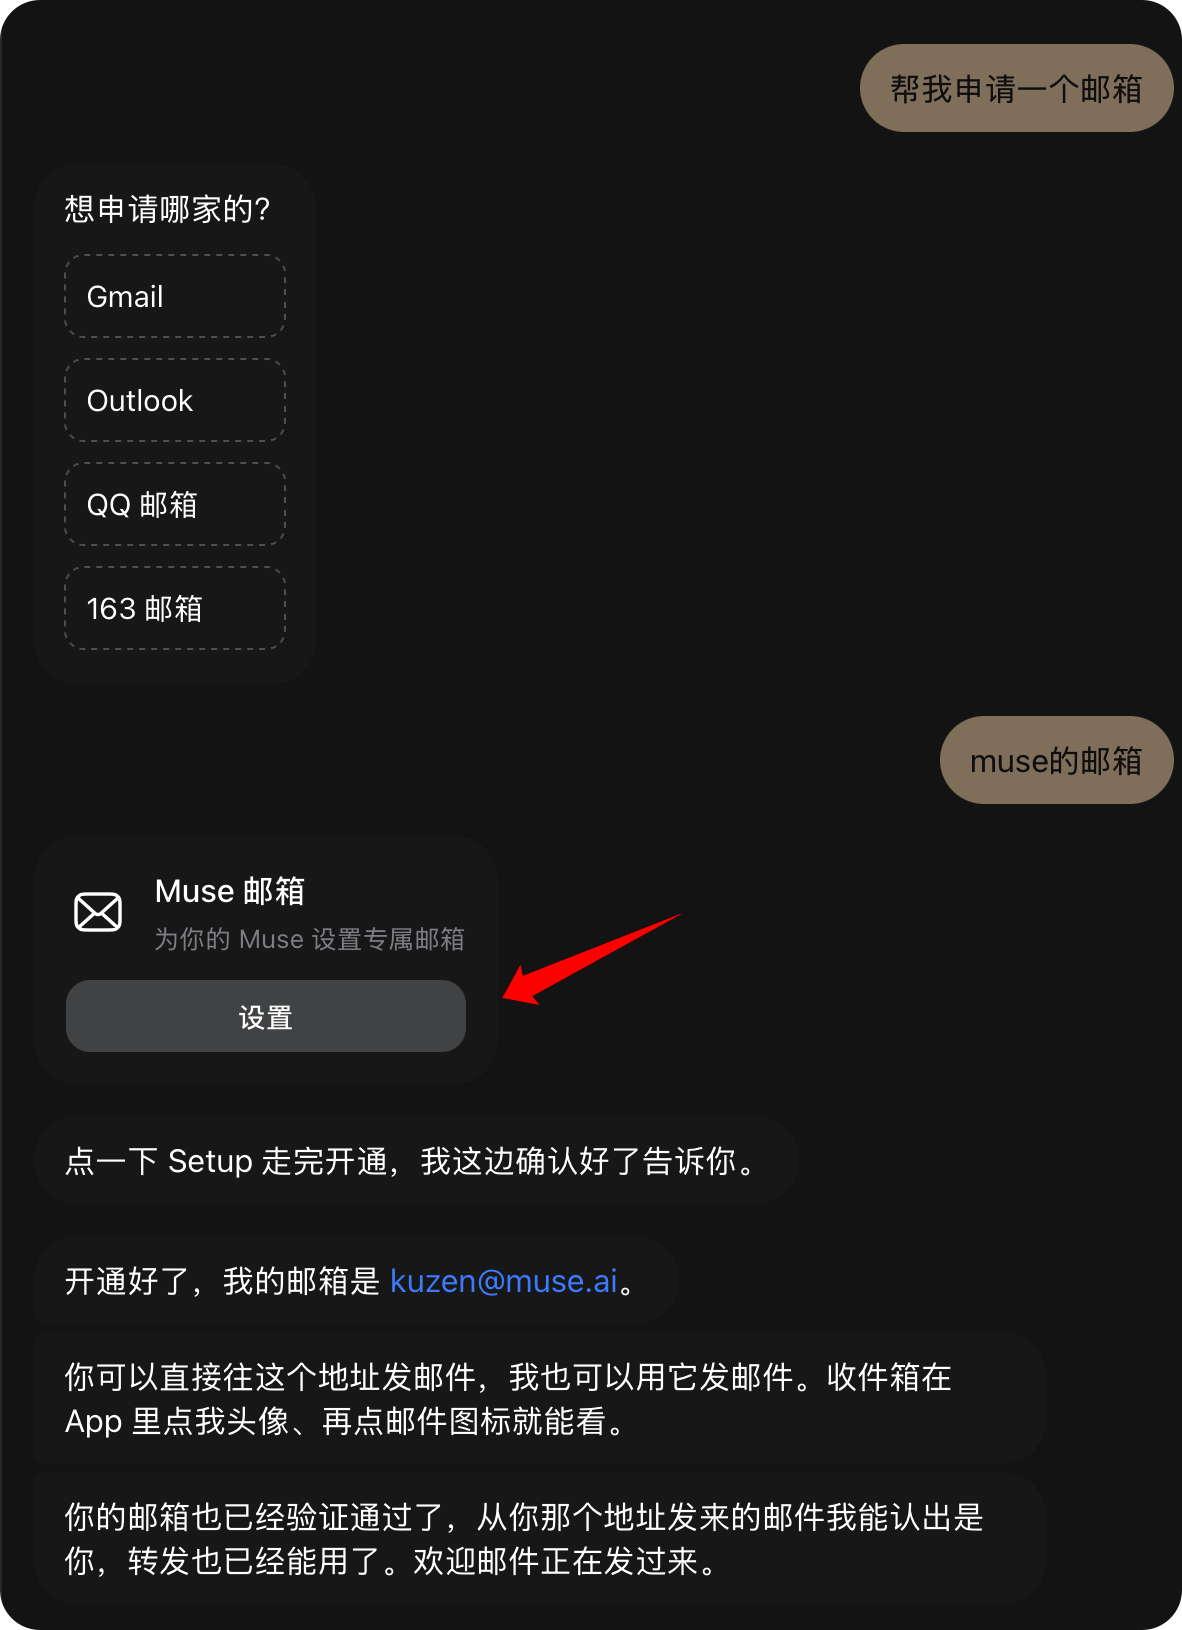 帮我申请一个邮箱
想申请哪家的?
Gmail
Outlook
QQ 邮箱
163 邮箱
muse的邮箱
Muse 邮箱
为你的 Muse 设置专属邮箱
设置
点一下 Setup 走完开通，我这边确认好了告诉你。
开通好了，我的邮箱是 kuzen@muse.ai。
你可以直接往这个地址发邮件，我也可以用它发邮件。收件箱在
App 里点我头像、再点邮件图标就能看。
你的邮箱也已经验证通过了，从你那个地址发来的邮件我能认出是
你，转发也已经能用了。欢迎邮件正在发过来。